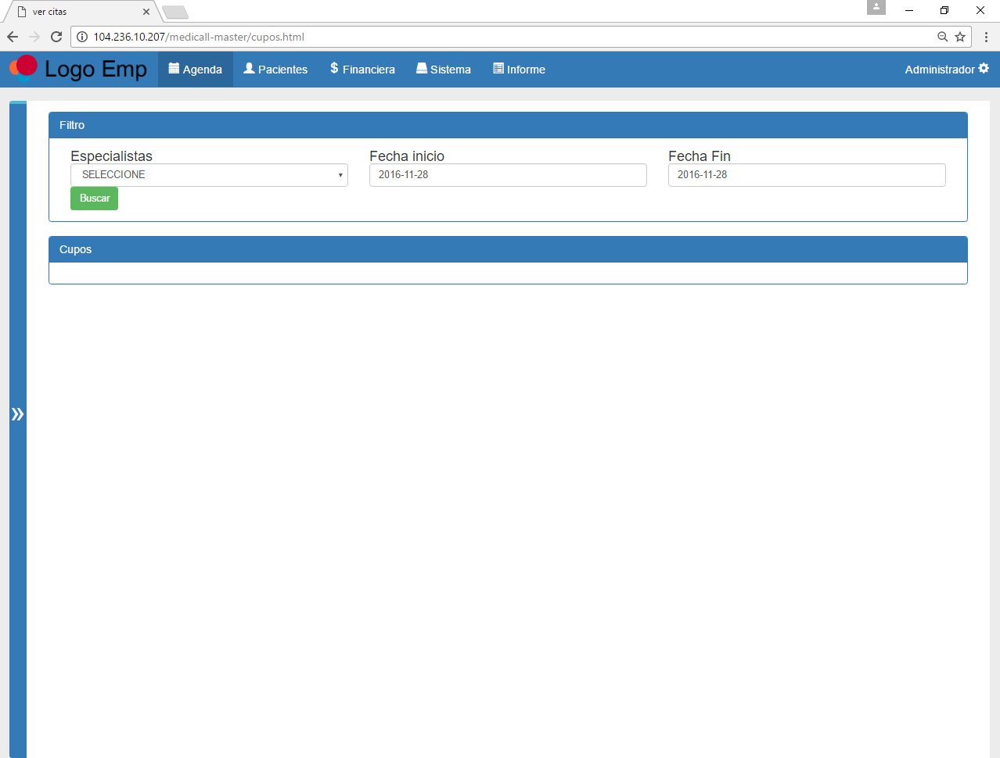 ver citas
104.236.10.207/medicall-master/cupos.html
Logo Emp Agenda Pacientes $ Financiera Sistema Informe Administrador
Filtro
Especialistas Fecha inicio Fecha Fin
SELECCIONE 2016-11-28 2016-11-28
Buscar
Cupos